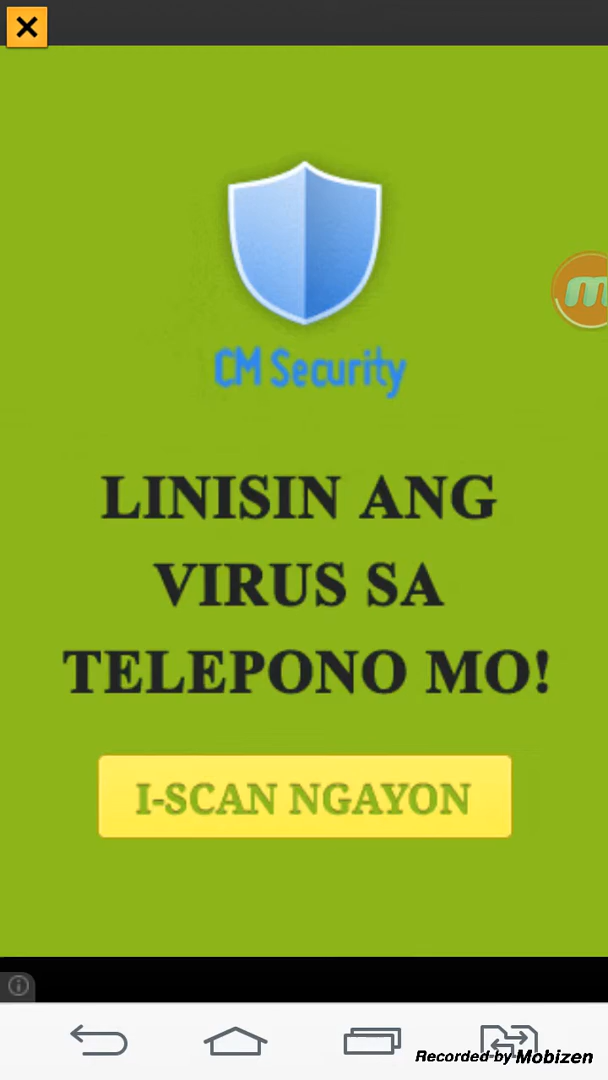 CM Security
LINISIN ANG
VIRUS SA
TELEPONO MO!
I-SCAN NGAYON
Recorded by Mobizen